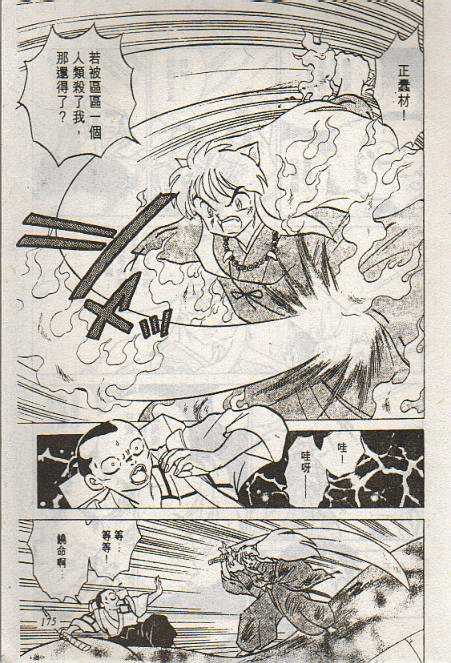 正蠢材！
若被區區一個
人類殺了我，
那還得了？
哇！
哇呀——
等…
等等！
饒命啊…
175